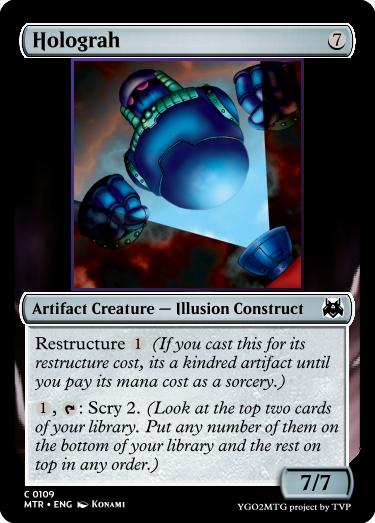 Holograh 7
Artifact Creature — Illusion Construct
Restructure 1 (If you cast this for its
restructure cost, its a kindred artifact until
you pay its mana cost as a sorcery.)
1, : Scry 2. (Look at the top two cards
of your library. Put any number of them on
the bottom of your library and the rest on
top in any order.)
7/7
C 0109
MTR • ENG KONAMI
YGO2MTG project by TVP